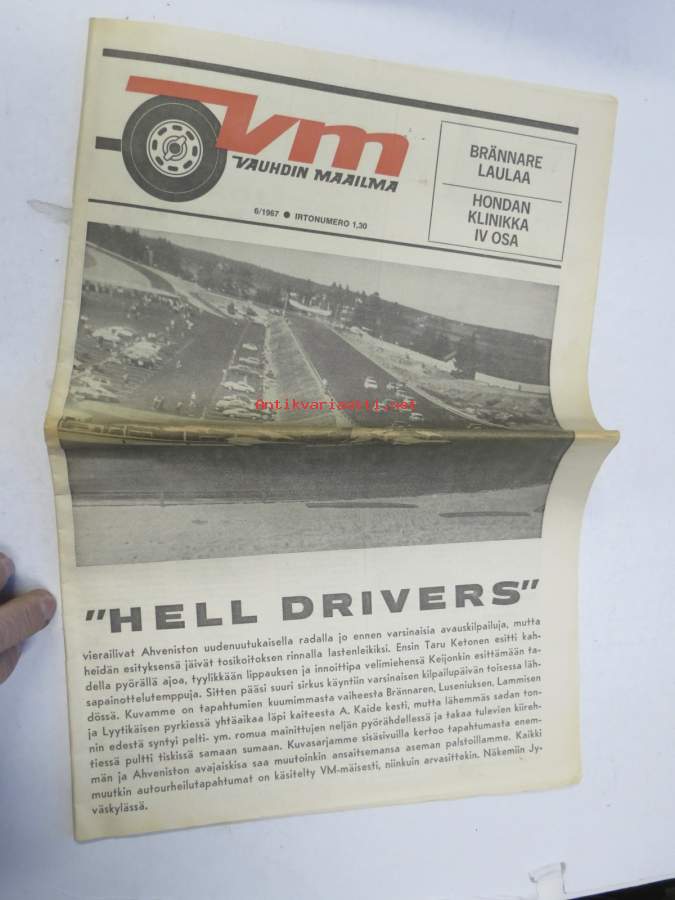 Vm
VAUHDIN MAAILMA
6/1967 ● IRTONUMERO 1,30
BRÄNNARE
LAULAA
HONDAN
KLINIKKA
IV OSA
Antikvariaatti.net
"HELL DRIVERS"
vierailivat Ahveniston uudenuutukaisella radalla jo ennen varsinaisia avauskilpailuja, mutta
heidän esityksensä jäivät tosikoitoksen rinnalla lastenleikiksi. Ensin Taru Ketonen esitti kah-
della pyörällä ajoa, tyylikkään lippauksen ja innoittipa velimiehensä Keijonkin esittämään ta-
sapainottelutemppuja. Sitten pääsi suuri sirkus käyntiin varsinaisen kilpailupäivän toisessa läh-
dössä. Kuvamme on tapahtumien kuumimmasta vaiheesta Brännaren, Luseniuksen, Lammisen
ja Lyytikäisen pyrkiessä yhtäaikaa läpi kaiteesta A. Kaide kesti, mutta lähemmäs sadan ton-
nin edestä syntyi pelti- ym. romua mainittujen neljän pyörähdellessä ja takaa tulevien kiireh-
tiessä pultti tiskissä samaan sumaan. Kuvasarjamme sisäsivuilla kertoo tapahtumasta enem-
män ja Ahveniston avajaiskisa saa muutoinkin ansaitsemansa aseman palstoillamme. Kaikki
muutkin autourheilutapahtumat on käsitelty VM-mäisesti, niinkuin arvasittekin. Näkemiin Jy-
väskylässä.